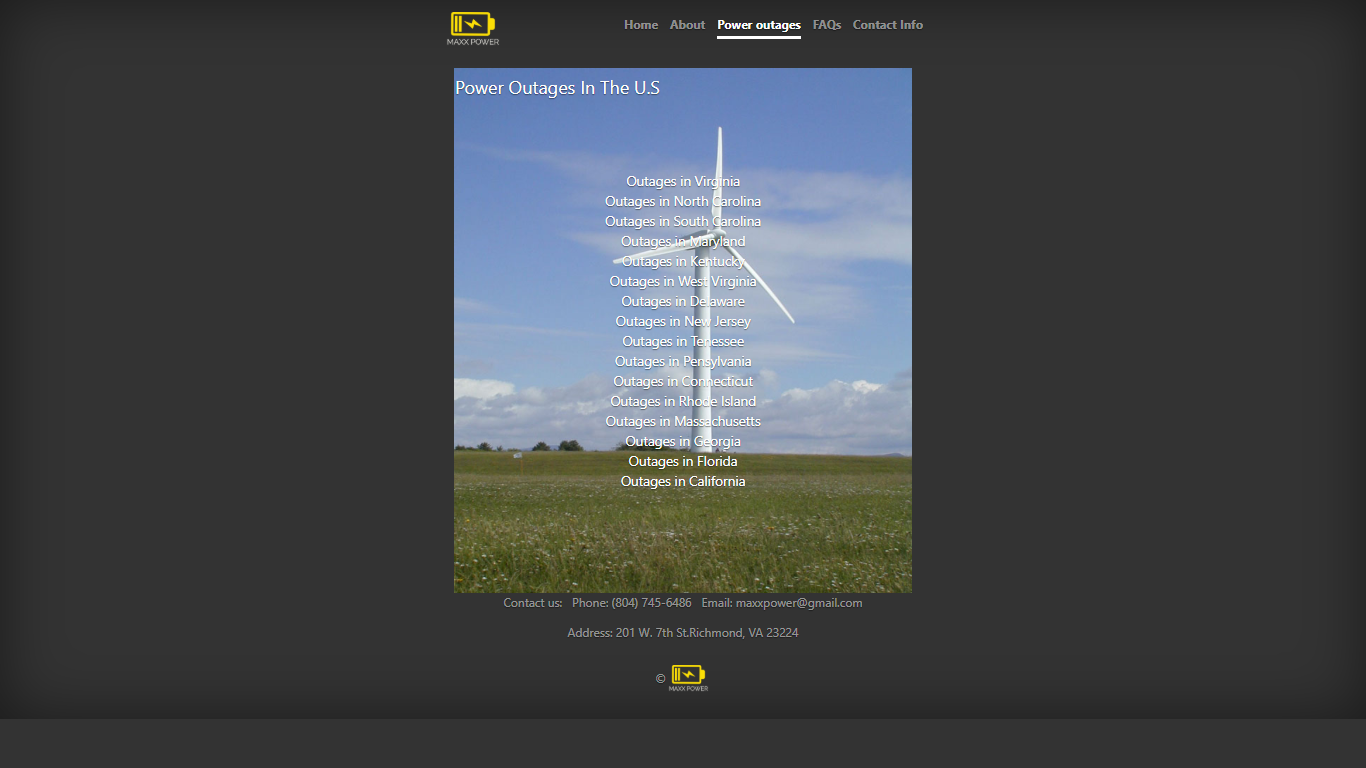 MAXX POWER
Home About Power outages FAQs Contact Info
Power Outages In The U.S
Outages in Virginia
Outages in North Carolina
Outages in South Carolina
Outages in Maryland
Outages in Kentucky
Outages in West Virginia
Outages in Delaware
Outages in New Jersey
Outages in Tenessee
Outages in Pensylvania
Outages in Connecticut
Outages in Rhode Island
Outages in Massachusetts
Outages in Georgia
Outages in Florida
Outages in California
Contact us: Phone: (804) 745-6486 Email: maxxpower@gmail.com
Address: 201 W. 7th St.Richmond, VA 23224
© MAXX POWER